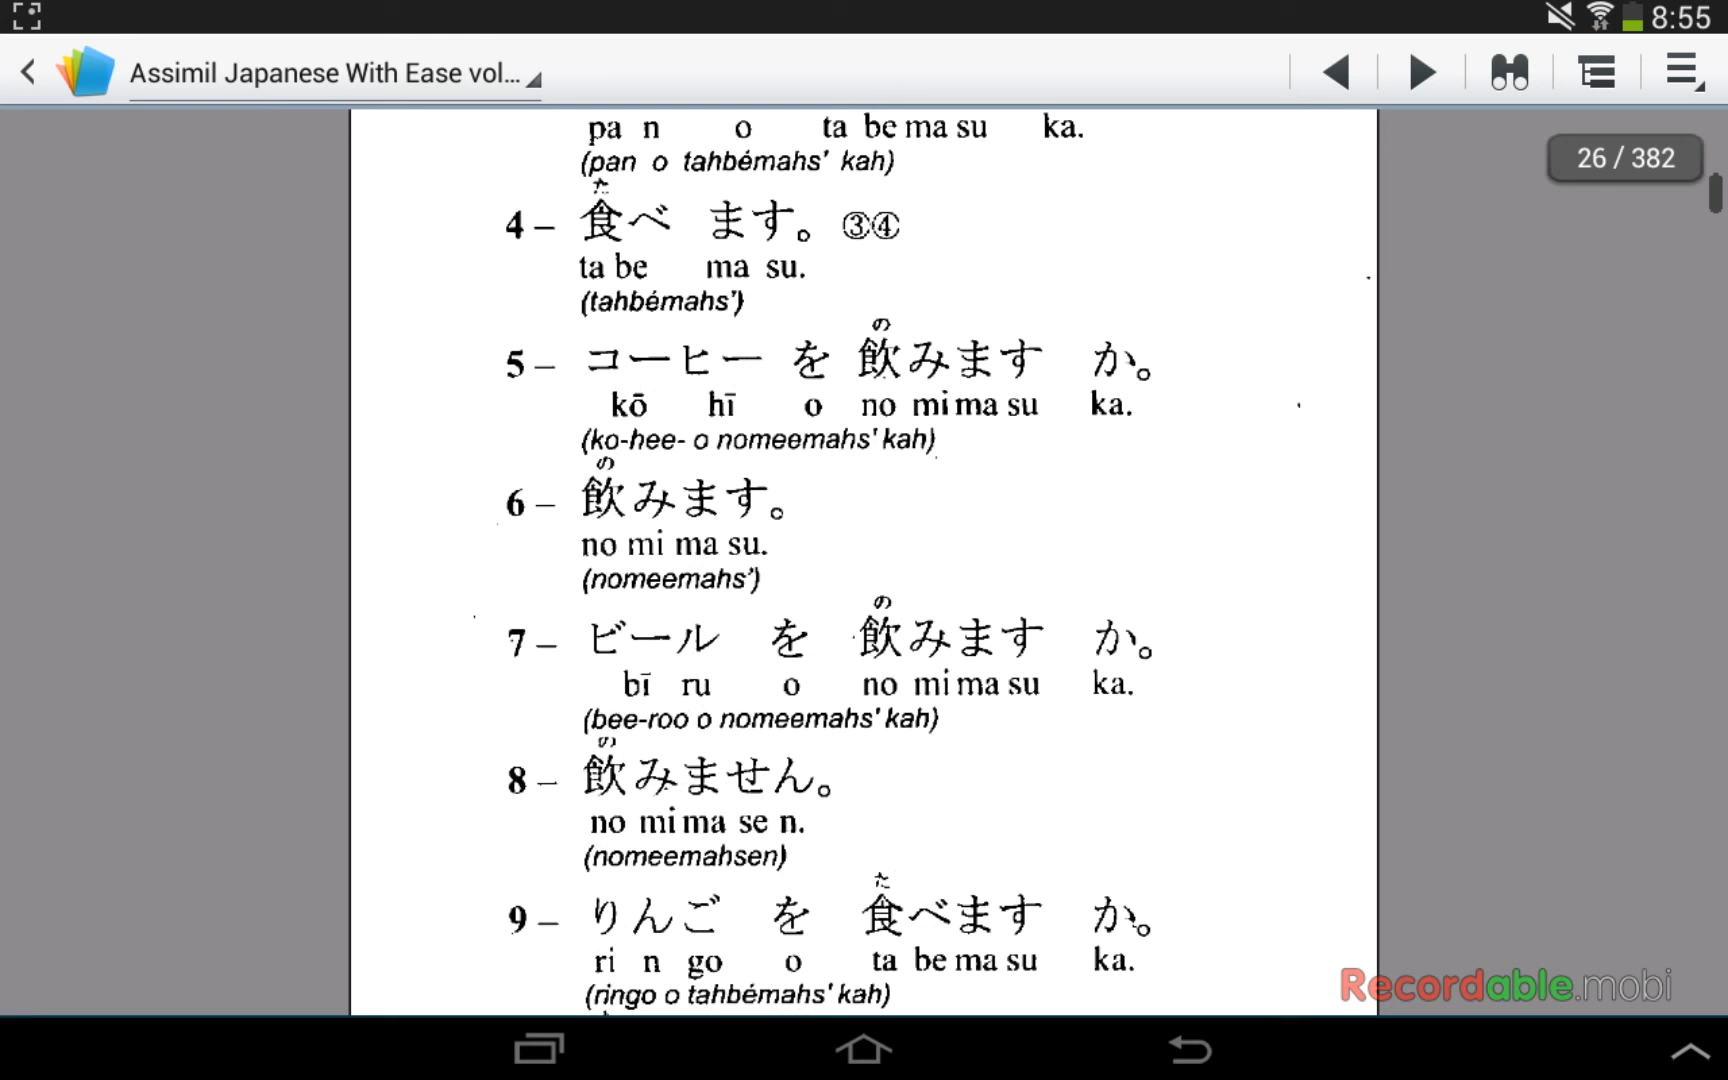 8:55
Assimil Japanese With Ease vol...
26 / 382
pa n o ta be ma su ka.
(pan o tahbémahs' kah)
た
4 – 食べ ます。 ③④
ta be ma su.
(tahbémahs')
の
5 – コーヒー を 飲みます か。
kō hī o no mi ma su ka.
(ko-hee- o nomeemahs' kah)
の
6 – 飲みます。
no mi ma su.
(nomeemahs')
の
7 – ビール を 飲みます か。
bī ru o no mi ma su ka.
(bee-roo o nomeemahs' kah)
の
8 – 飲みません。
no mi ma se n.
(nomeemahsen)
た
9 – りんご を 食べます か。
ri n go o ta be ma su ka.
(ringo o tahbémahs' kah)
Recordable.mobi